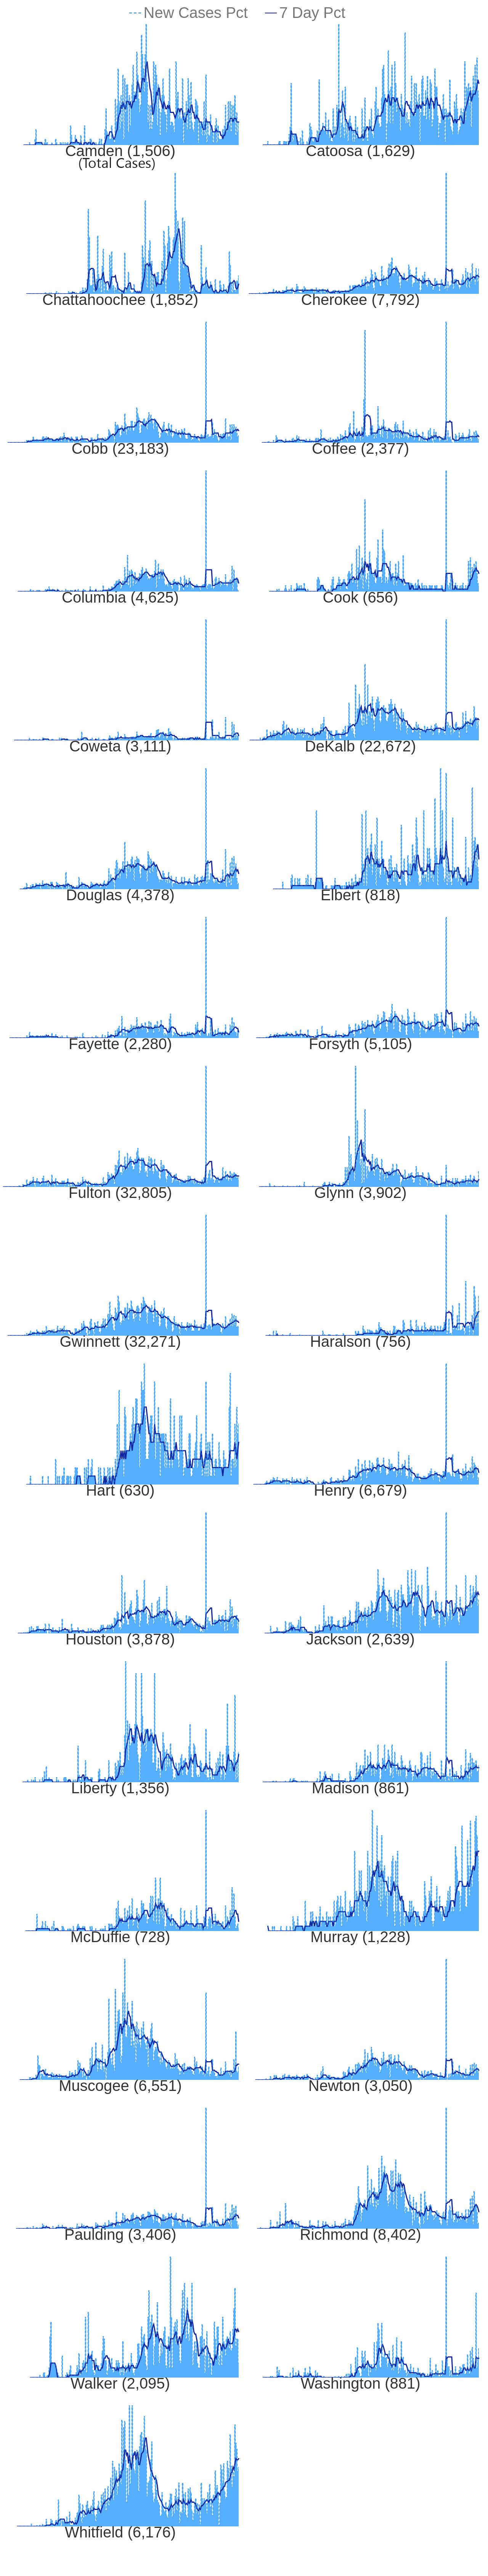 New Cases Pct 7 Day Pct
Camden (1,506) Catoosa (1,629)
(Total Cases)
Chattahoochee (1,852) Cherokee (7,792)
Cobb (23,183) Coffee (2,377)
Columbia (4,625) Cook (656)
Coweta (3,111) DeKalb (22,672)
Douglas (4,378) Elbert (818)
Fayette (2,280) Forsyth (5,105)
Fulton (32,805) Glynn (3,902)
Gwinnett (32,271) Haralson (756)
Hart (630) Henry (6,679)
Houston (3,878) Jackson (2,639)
Liberty (1,356) Madison (861)
McDuffie (728) Murray (1,228)
Muscogee (6,551) Newton (3,050)
Paulding (3,406) Richmond (8,402)
Walker (2,095) Washington (881)
Whitfield (6,176)